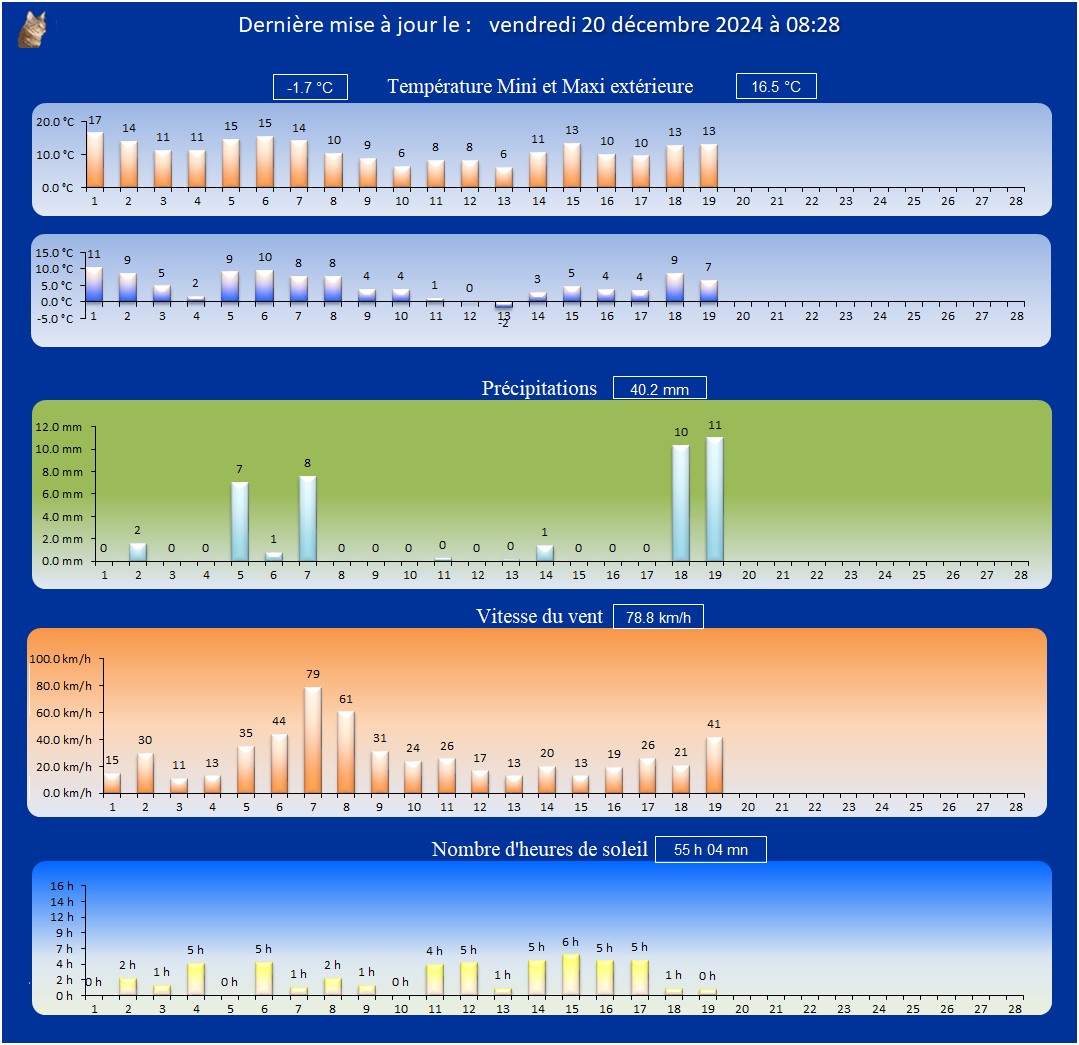 Dernière mise à jour le : vendredi 20 décembre 2024 à 08:28
-1.7 °C Température Mini et Maxi extérieure 16.5 °C
17 14 11 11 15 15 14 10 9 6 8 8 6 11 13 10 10 13 13
20.0 °C
10.0 °C
0.0 °C
1 2 3 4 5 6 7 8 9 10 11 12 13 14 15 16 17 18 19 20 21 22 23 24 25 26 27 28
11 9 5 2 9 10 8 8 4 4 1 0 -2 3 5 4 4 9 7
15.0 °C
10.0 °C
5.0 °C
0.0 °C
-5.0 °C
1 2 3 4 5 6 7 8 9 10 11 12 13 14 15 16 17 18 19 20 21 22 23 24 25 26 27 28
Précipitations 40.2 mm
12.0 mm
10.0 mm
8.0 mm
6.0 mm
4.0 mm
2.0 mm
0.0 mm
0 2 0 0 7 1 8 0 0 0 0 0 0 1 0 0 0 10 11
1 2 3 4 5 6 7 8 9 10 11 12 13 14 15 16 17 18 19 20 21 22 23 24 25 26 27 28
Vitesse du vent 78.8 km/h
100.0 km/h
80.0 km/h
60.0 km/h
40.0 km/h
20.0 km/h
0.0 km/h
15 30 11 13 35 44 79 61 31 24 26 17 13 20 13 19 26 21 41
1 2 3 4 5 6 7 8 9 10 11 12 13 14 15 16 17 18 19 20 21 22 23 24 25 26 27 28
Nombre d'heures de soleil 55 h 04 mn
16 h
14 h
12 h
9 h
7 h
4 h
2 h
0 h
0 h 2 h 1 h 5 h 0 h 5 h 1 h 2 h 1 h 0 h 4 h 5 h 1 h 5 h 6 h 5 h 5 h 1 h 0 h
1 2 3 4 5 6 7 8 9 10 11 12 13 14 15 16 17 18 19 20 21 22 23 24 25 26 27 28